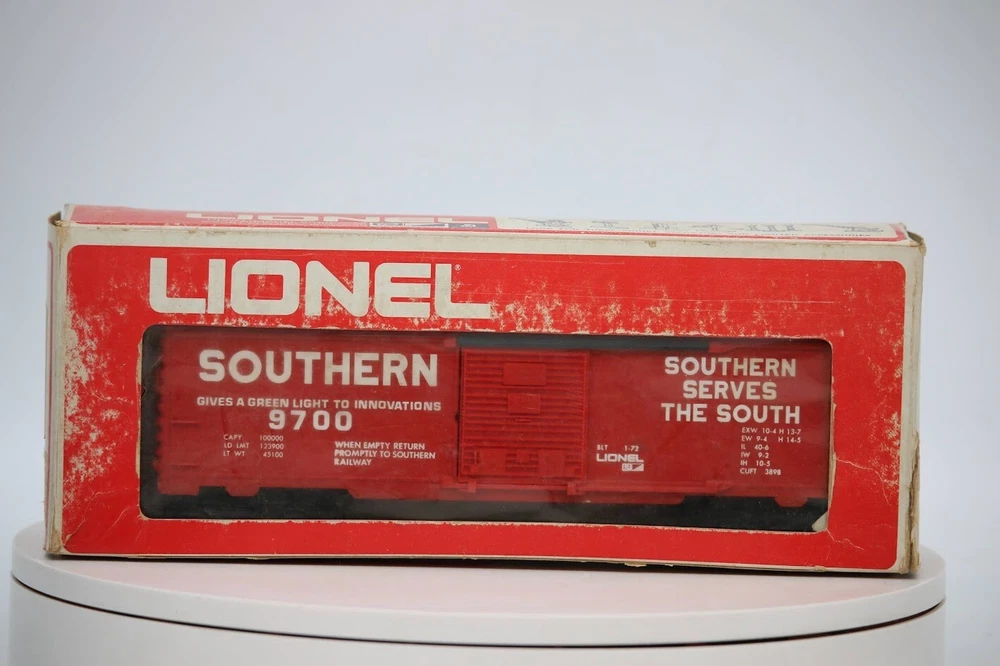 LIONEL
LIONEL®
SOUTHERN
GIVES A GREEN LIGHT TO INNOVATIONS
9700
CAPY 100000
LD LMT 123900
LT WT 45100
WHEN EMPTY RETURN
PROMPTLY TO SOUTHERN
RAILWAY
BLT 1-72
LIONEL
SOUTHERN
SERVES
THE SOUTH
EXW 10-4 H 13-7
EW 9-4 H 14-5
IL 40-6
IW 9-2
IH 10-5
CUFT 3898